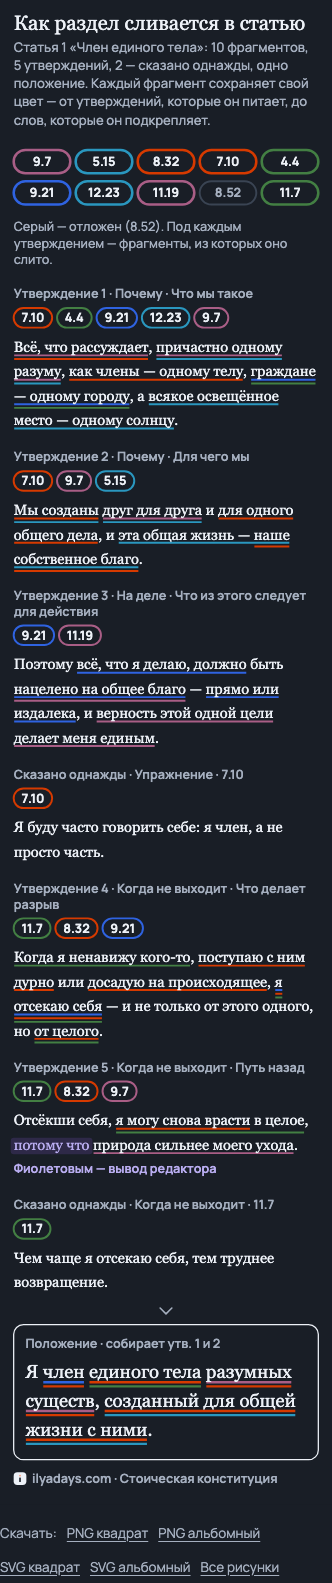 Как раздел сливается в статью
Статья 1 «Член единого тела»: 10 фрагментов,
5 утверждений, 2 — сказано однажды, одно
положение. Каждый фрагмент сохраняет свой
цвет — от утверждений, которые он питает, до
слов, которые он подкрепляет.
9.7 5.15 8.32 7.10 4.4
9.21 12.23 11.19 8.52 11.7
Серый — отложен (8.52). Под каждым
утверждением — фрагменты, из которых оно
слито.
Утверждение 1 · Почему · Что мы такое
7.10 4.4 9.21 12.23 9.7
Всё, что рассуждает, причастно одному
разуму, как члены — одному телу, граждане
— одному городу, а всякое освещённое
место — одному солнцу.
Утверждение 2 · Почему · Для чего мы
7.10 9.7 5.15
Мы созданы друг для друга и для одного
общего дела, и эта общая жизнь — наше
собственное благо.
Утверждение 3 · На деле · Что из этого следует
для действия
9.21 11.19
Поэтому всё, что я делаю, должно быть
нацелено на общее благо — прямо или
издалека, и верность этой одной цели
делает меня единым.
Сказано однажды · Упражнение · 7.10
7.10
Я буду часто говорить себе: я член, а не
просто часть.
Утверждение 4 · Когда не выходит · Что делает
разрыв
11.7 8.32 9.21
Когда я ненавижу кого-то, поступаю с ним
дурно или досадую на происходящее, я
отсекаю себя — и не только от этого одного,
но от целого.
Утверждение 5 · Когда не выходит · Путь назад
11.7 8.32 9.7
Отсёкши себя, я могу снова врасти в целое,
потому что природа сильнее моего ухода.
Фиолетовым — вывод редактора
Сказано однажды · Когда не выходит · 11.7
11.7
Чем чаще я отсекаю себя, тем труднее
возвращение.
Положение · собирает утв. 1 и 2
Я член единого тела разумных
существ, созданный для общей
жизни с ними.
ilyadays.com · Стоическая конституция
Скачать: PNG квадрат PNG альбомный
SVG квадрат SVG альбомный Все рисунки